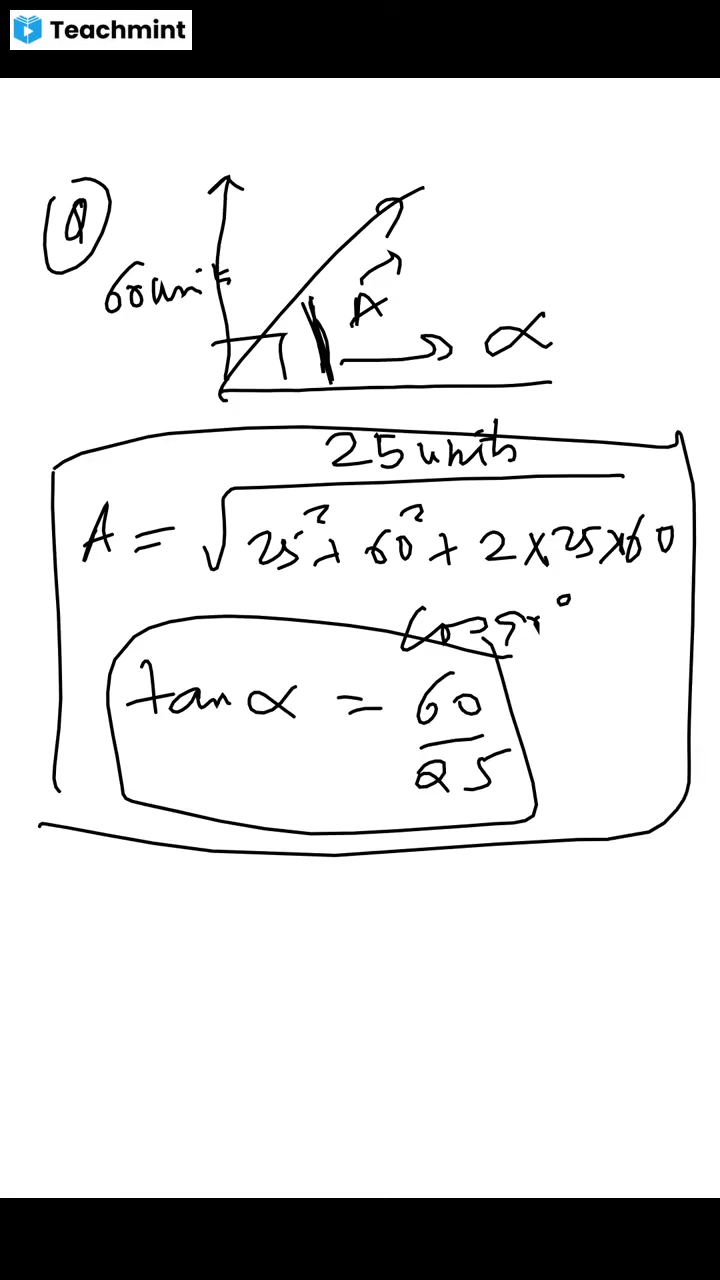 Teachmint
Q
60 units
A
α
25 units
A = √25² + 60² + 2×25×60
cos 90°
tan α = 60
25